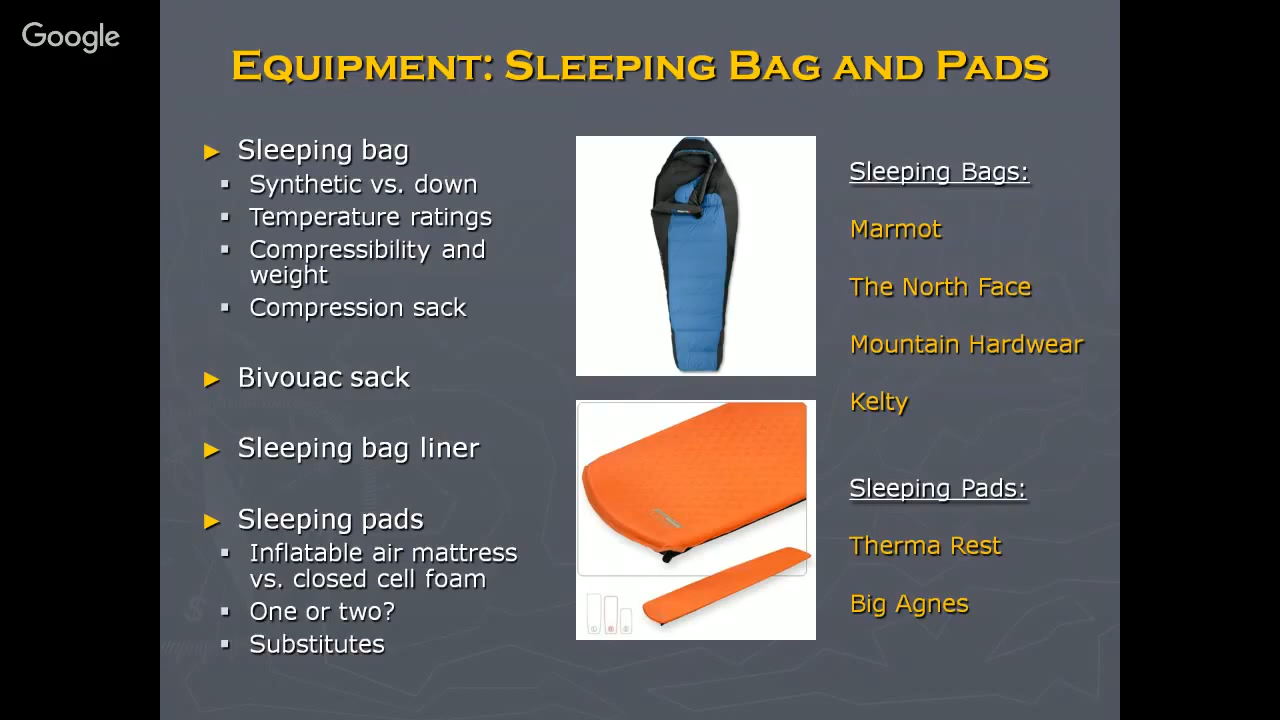 Google
Equipment: Sleeping Bag and Pads
► Sleeping bag
▪ Synthetic vs. down
▪ Temperature ratings
▪ Compressibility and
weight
▪ Compression sack
► Bivouac sack
► Sleeping bag liner
► Sleeping pads
▪ Inflatable air mattress
vs. closed cell foam
▪ One or two?
▪ Substitutes
Sleeping Bags:
Marmot
The North Face
Mountain Hardwear
Kelty
Sleeping Pads:
Therma Rest
Big Agnes